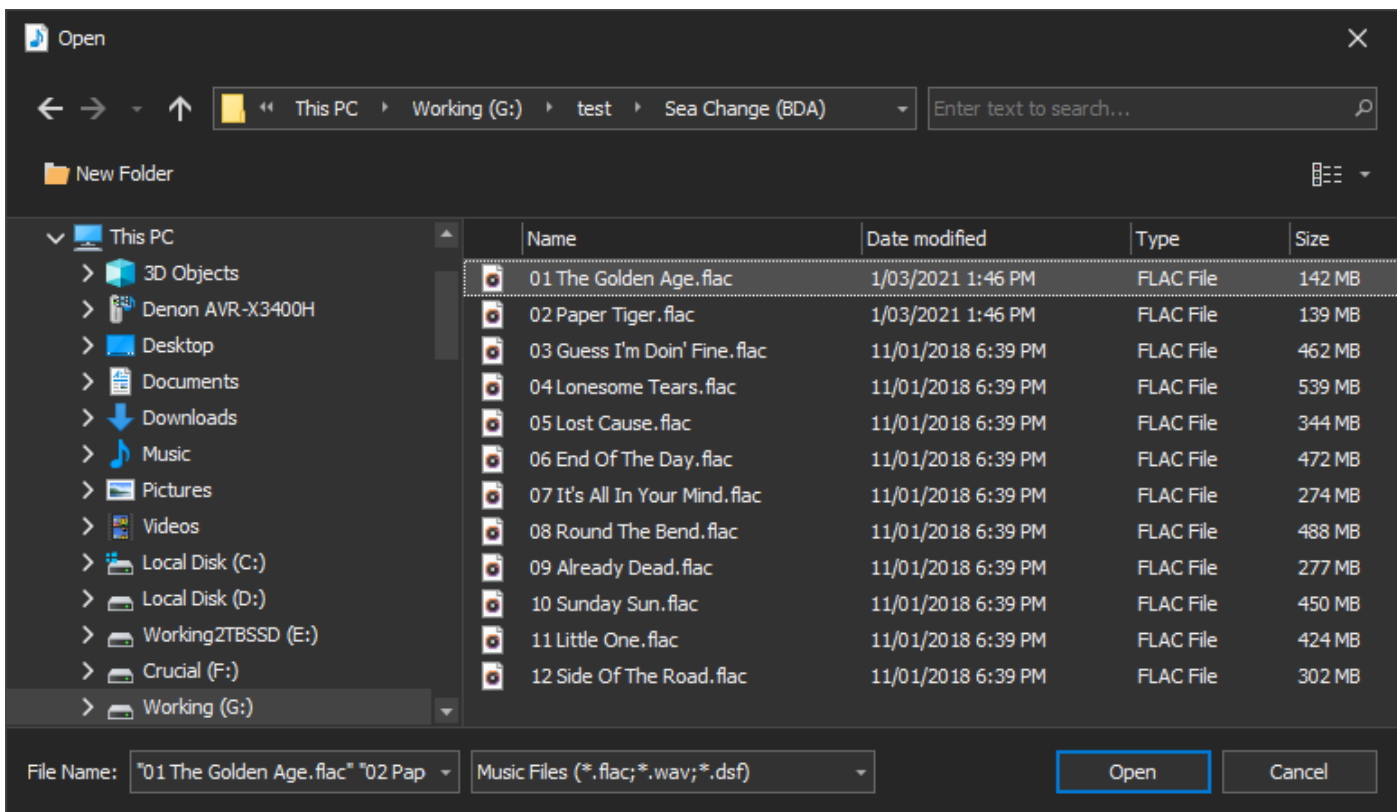 Open
This PC Working (G:) test Sea Change (BDA) Enter text to search...
New Folder
This PC
3D Objects
Denon AVR-X3400H
Desktop
Documents
Downloads
Music
Pictures
Videos
Local Disk (C:)
Local Disk (D:)
Working2TBSSD (E:)
Crucial (F:)
Working (G:)
Name Date modified Type Size
01 The Golden Age.flac 1/03/2021 1:46 PM FLAC File 142 MB
02 Paper Tiger.flac 1/03/2021 1:46 PM FLAC File 139 MB
03 Guess I'm Doin' Fine.flac 11/01/2018 6:39 PM FLAC File 462 MB
04 Lonesome Tears.flac 11/01/2018 6:39 PM FLAC File 539 MB
05 Lost Cause.flac 11/01/2018 6:39 PM FLAC File 344 MB
06 End Of The Day.flac 11/01/2018 6:39 PM FLAC File 472 MB
07 It's All In Your Mind.flac 11/01/2018 6:39 PM FLAC File 274 MB
08 Round The Bend.flac 11/01/2018 6:39 PM FLAC File 488 MB
09 Already Dead.flac 11/01/2018 6:39 PM FLAC File 277 MB
10 Sunday Sun.flac 11/01/2018 6:39 PM FLAC File 450 MB
11 Little One.flac 11/01/2018 6:39 PM FLAC File 424 MB
12 Side Of The Road.flac 11/01/2018 6:39 PM FLAC File 302 MB
File Name: "01 The Golden Age.flac" "02 Pap Music Files (*.flac;*.wav;*.dsf) Open Cancel